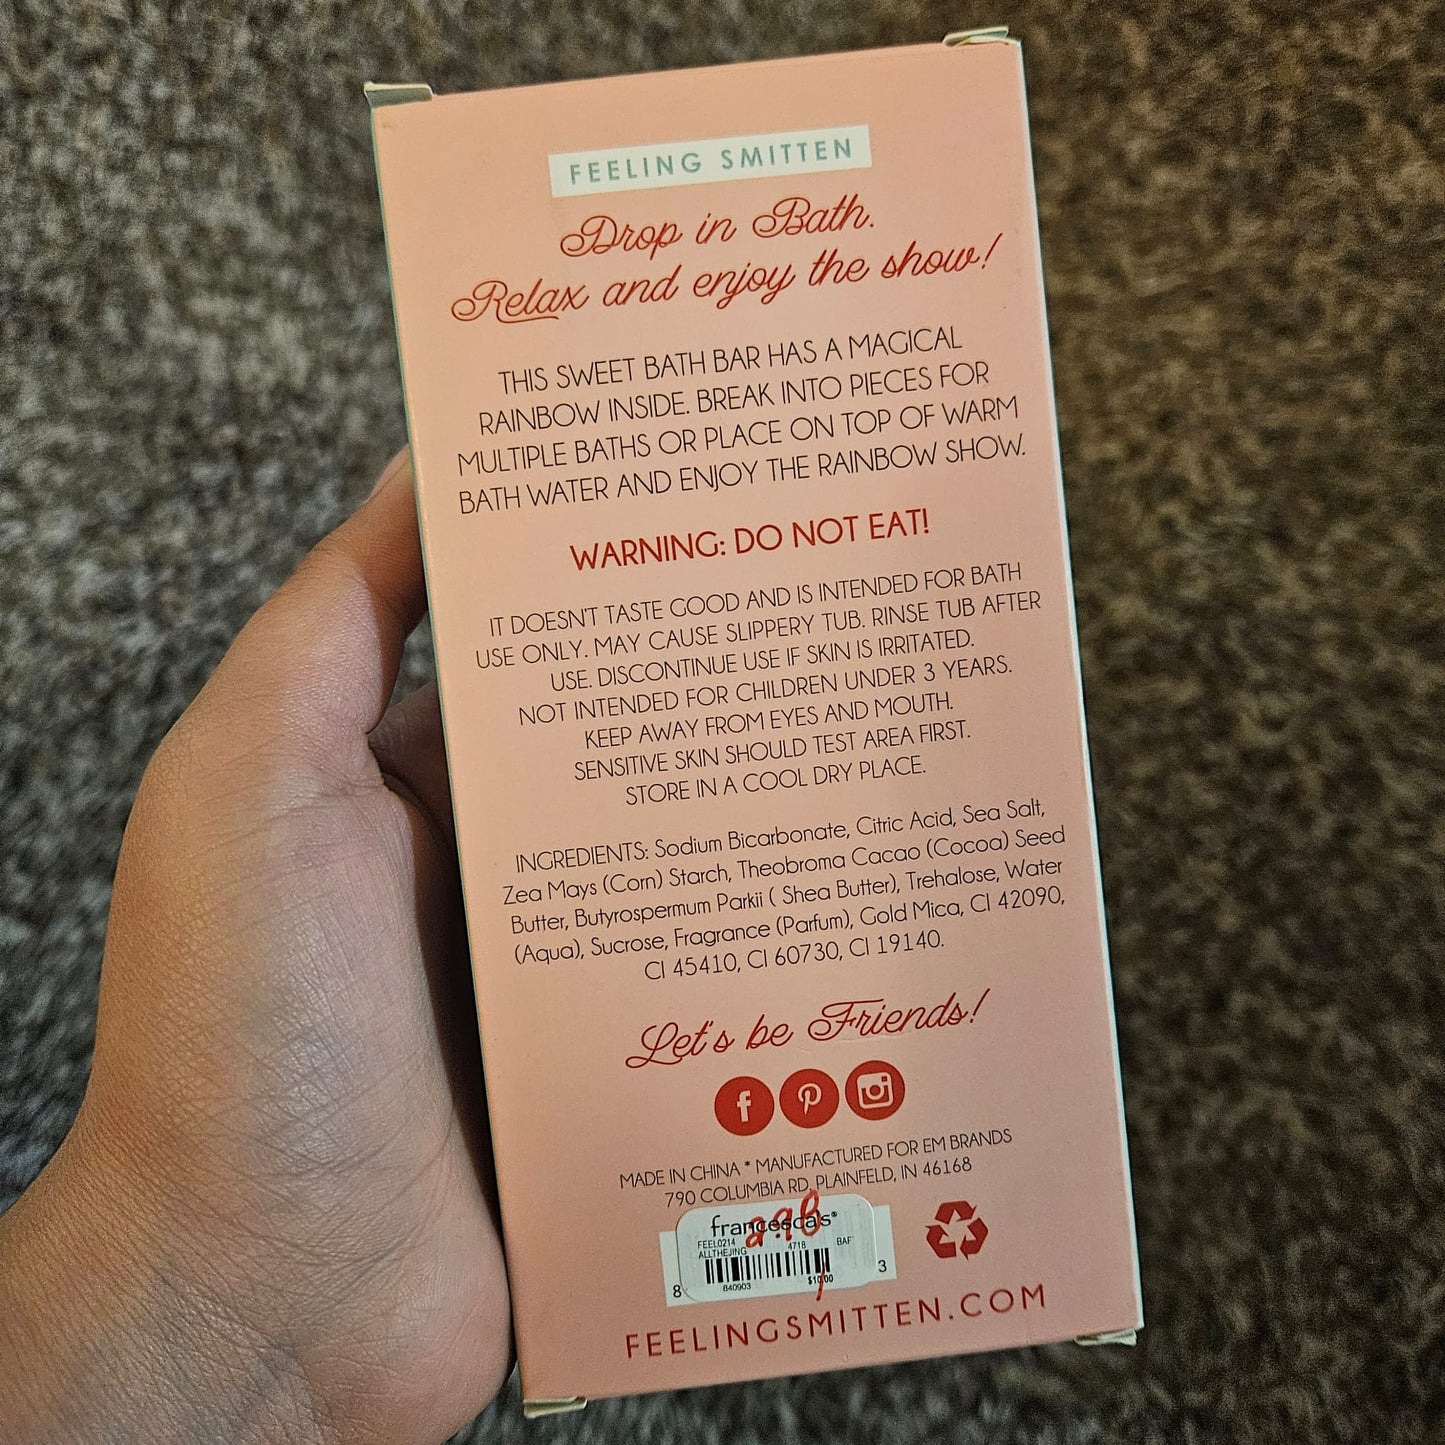 FEELING SMITTEN
Drop in Bath.
Relax and enjoy the show!
THIS SWEET BATH BAR HAS A MAGICAL
RAINBOW INSIDE. BREAK INTO PIECES FOR
MULTIPLE BATHS OR PLACE ON TOP OF WARM
BATH WATER AND ENJOY THE RAINBOW SHOW.
WARNING: DO NOT EAT!
IT DOESN'T TASTE GOOD AND IS INTENDED FOR BATH
USE ONLY. MAY CAUSE SLIPPERY TUB. RINSE TUB AFTER
USE. DISCONTINUE USE IF SKIN IS IRRITATED.
NOT INTENDED FOR CHILDREN UNDER 3 YEARS.
KEEP AWAY FROM EYES AND MOUTH.
SENSITIVE SKIN SHOULD TEST AREA FIRST.
STORE IN A COOL DRY PLACE.
INGREDIENTS: Sodium Bicarbonate, Citric Acid, Sea Salt,
Zea Mays (Corn) Starch, Theobroma Cacao (Cocoa) Seed
Butter, Butyrospermum Parkii ( Shea Butter), Trehalose, Water
(Aqua), Sucrose, Fragrance (Parfum), Gold Mica, CI 42090,
CI 45410, CI 60730, CI 19140.
Let's be Friends!
MADE IN CHINA * MANUFACTURED FOR EM BRANDS
790 COLUMBIA RD, PLAINFELD, IN 46168
francesca's®
FEEL0214 4716 BAF
ALLTHEJING
8 3
640903 $10.00
FEELINGSMITTEN.COM